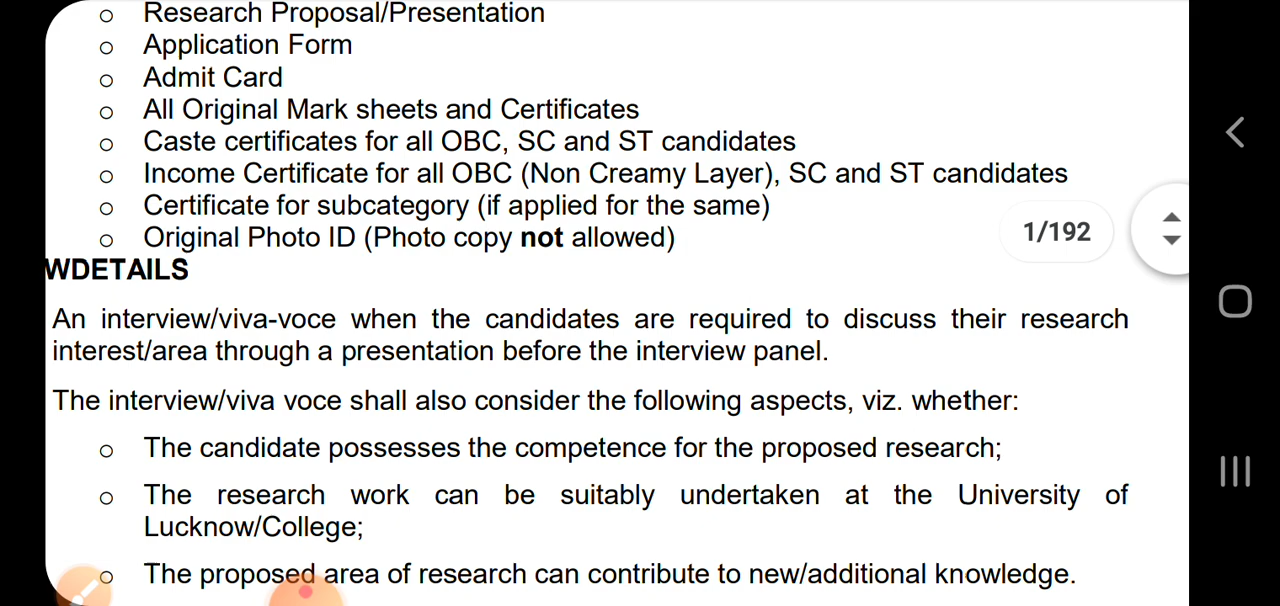 o Research Proposal/Presentation
o Application Form
o Admit Card
o All Original Mark sheets and Certificates
o Caste certificates for all OBC, SC and ST candidates
o Income Certificate for all OBC (Non Creamy Layer), SC and ST candidates
o Certificate for subcategory (if applied for the same)
o Original Photo ID (Photo copy not allowed)
1/192
WDETAILS
An interview/viva-voce when the candidates are required to discuss their research
interest/area through a presentation before the interview panel.
The interview/viva voce shall also consider the following aspects, viz. whether:
o The candidate possesses the competence for the proposed research;
o The research work can be suitably undertaken at the University of
Lucknow/College;
o The proposed area of research can contribute to new/additional knowledge.